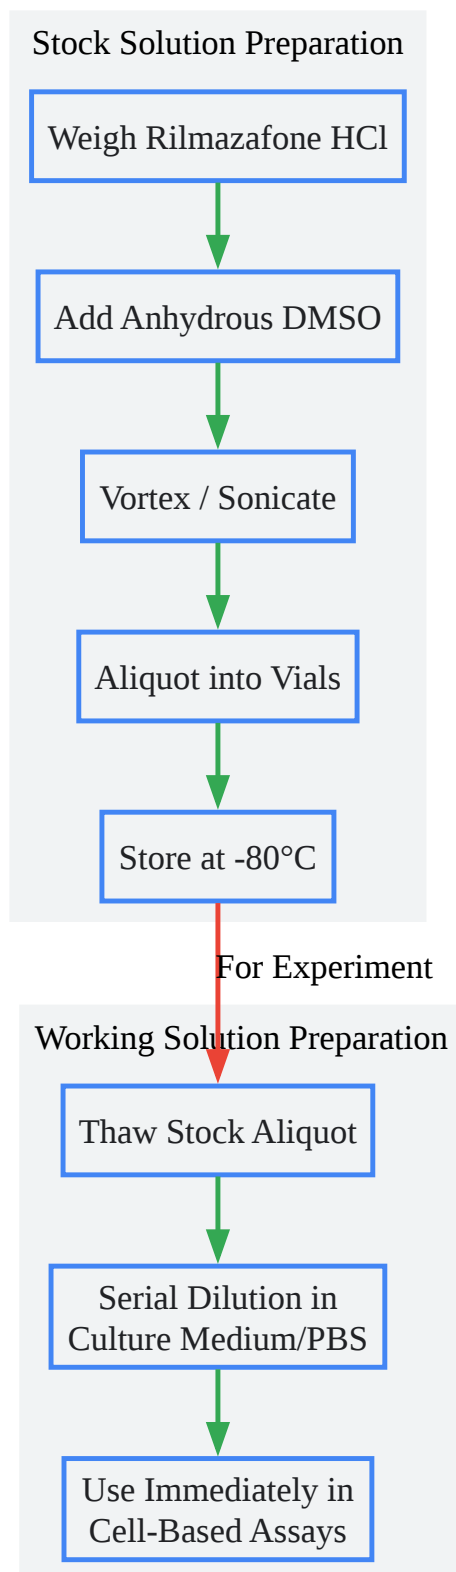 Stock Solution Preparation
Weigh Rilmazafone HCl
Add Anhydrous DMSO
Vortex / Sonicate
Aliquot into Vials
Store at -80°C
For Experiment
Working Solution Preparation
Thaw Stock Aliquot
Serial Dilution in
Culture Medium/PBS
Use Immediately in
Cell-Based Assays